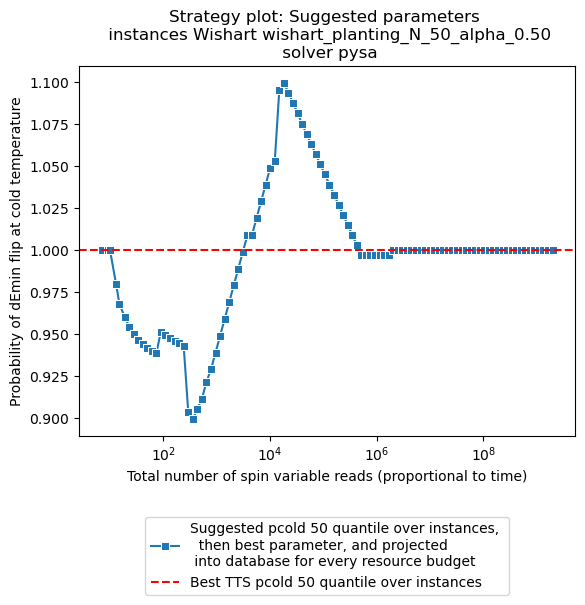 Strategy plot: Suggested parameters
instances Wishart wishart_planting_N_50_alpha_0.50
solver pysa
Probability of dEmin flip at cold temperature
1.100
1.075
1.050
1.025
1.000
0.975
0.950
0.925
0.900
10^2 10^4 10^6 10^8
Total number of spin variable reads (proportional to time)
Suggested pcold 50 quantile over instances,
then best parameter, and projected
into database for every resource budget
Best TTS pcold 50 quantile over instances